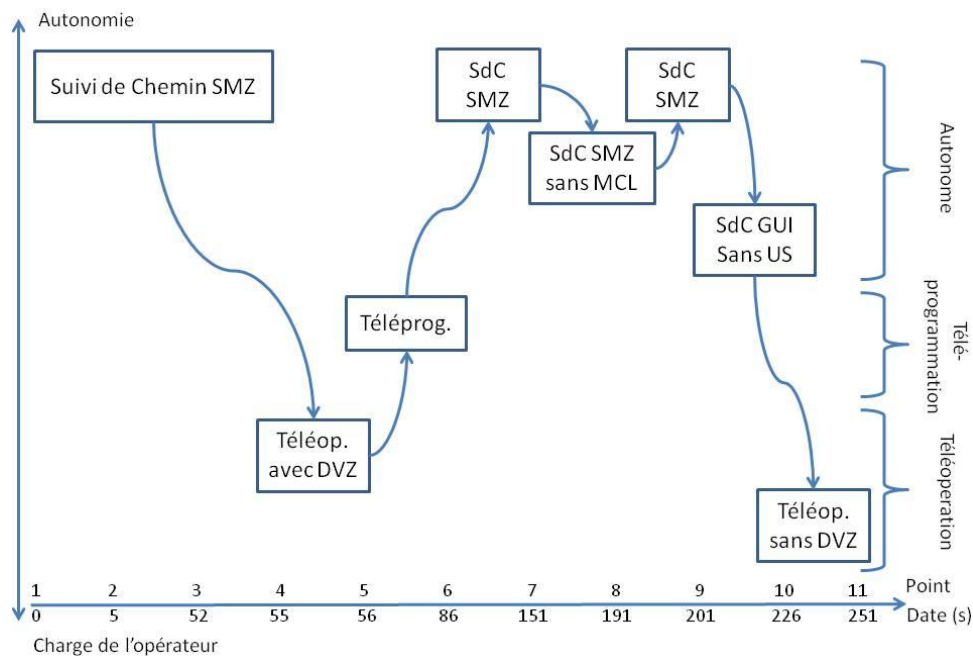 Autonomie
Suivi de Chemin SMZ
SdC
SMZ
SdC SMZ
sans MCL
SdC
SMZ
SdC GUI
Sans US
Téléprog.
Téléop.
avec DVZ
Téléop.
sans DVZ
Autonome
Télé-
programmation
Téléoperation
1 2 3 4 5 6 7 8 9 10 11 Point
0 5 52 55 56 86 151 191 201 226 251 Date (s)
Charge de l'opérateur